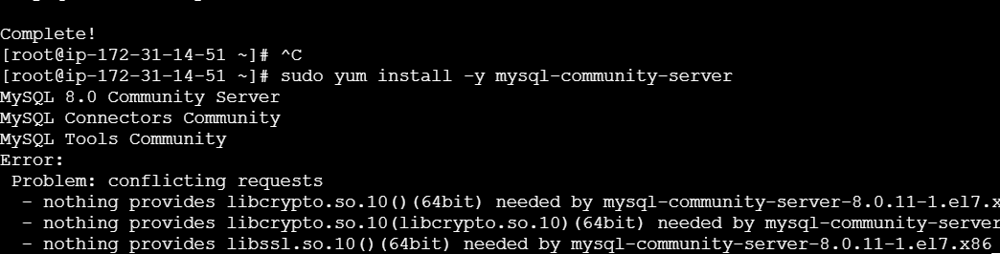 Complete!
[root@ip-172-31-14-51 ~]# ^C
[root@ip-172-31-14-51 ~]# sudo yum install -y mysql-community-server
MySQL 8.0 Community Server
MySQL Connectors Community
MySQL Tools Community
Error:
 Problem: conflicting requests
  - nothing provides libcrypto.so.10()(64bit) needed by mysql-community-server-8.0.11-1.el7.x
  - nothing provides libcrypto.so.10(libcrypto.so.10)(64bit) needed by mysql-community-server
  - nothing provides libssl.so.10()(64bit) needed by mysql-community-server-8.0.11-1.el7.x86